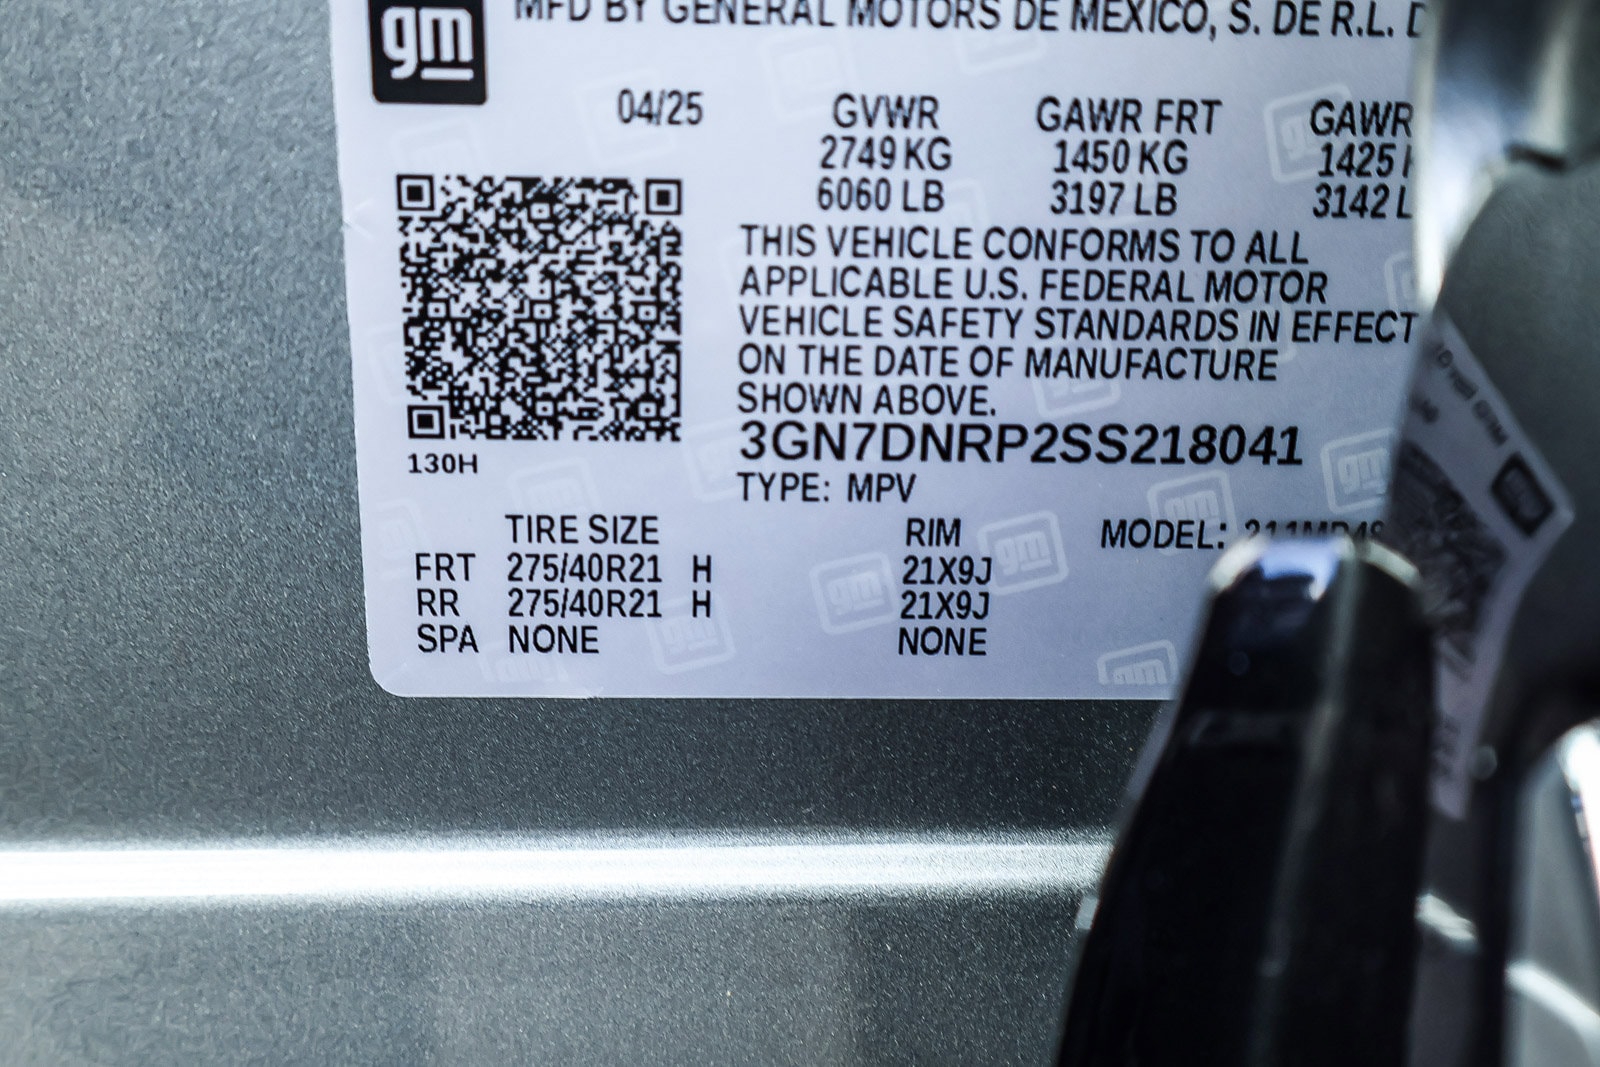 gm
MFD BY GENERAL MOTORS DE MEXICO, S. DE R.L. D
04/25 GVWR GAWR FRT GAWR
2749 KG 1450 KG 1425
6060 LB 3197 LB 3142 L
THIS VEHICLE CONFORMS TO ALL
APPLICABLE U.S. FEDERAL MOTOR
VEHICLE SAFETY STANDARDS IN EFFECT
ON THE DATE OF MANUFACTURE
SHOWN ABOVE.
3GN7DNRP2SS218041
130H
TYPE: MPV
TIRE SIZE RIM MODEL:
FRT 275/40R21 H 21X9J
RR 275/40R21 H 21X9J
SPA NONE NONE